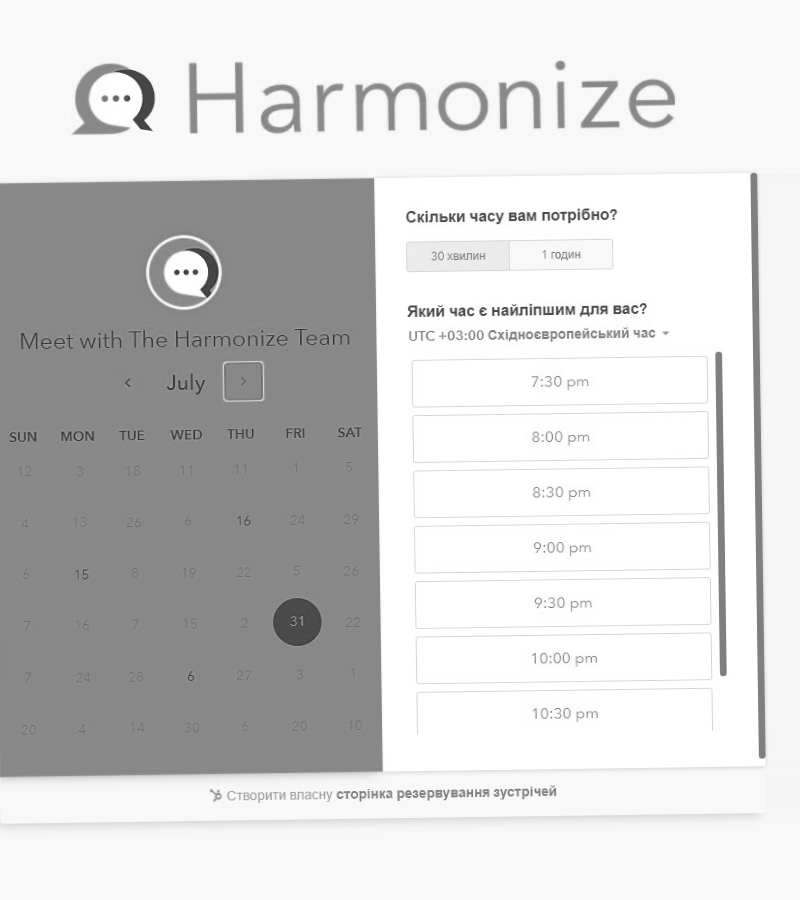 Harmonize
Meet with The Harmonize Team
July
SUN MON TUE WED THU FRI SAT
12 3 18 11 11 1 5
4 13 26 6 16 24 29
6 15 8 19 22 5 26
7 16 7 15 2 31 22
7 24 28 6 27 3 1
20 4 14 30 6 20 10
Скільки часу вам потрібно?
30 хвилин 1 годин
Який час є найліпшим для вас?
UTC +03:00 Східноєвропейський час
7:30 pm
8:00 pm
8:30 pm
9:00 pm
9:30 pm
10:00 pm
10:30 pm
Створити власну сторінка резервування зустрічей